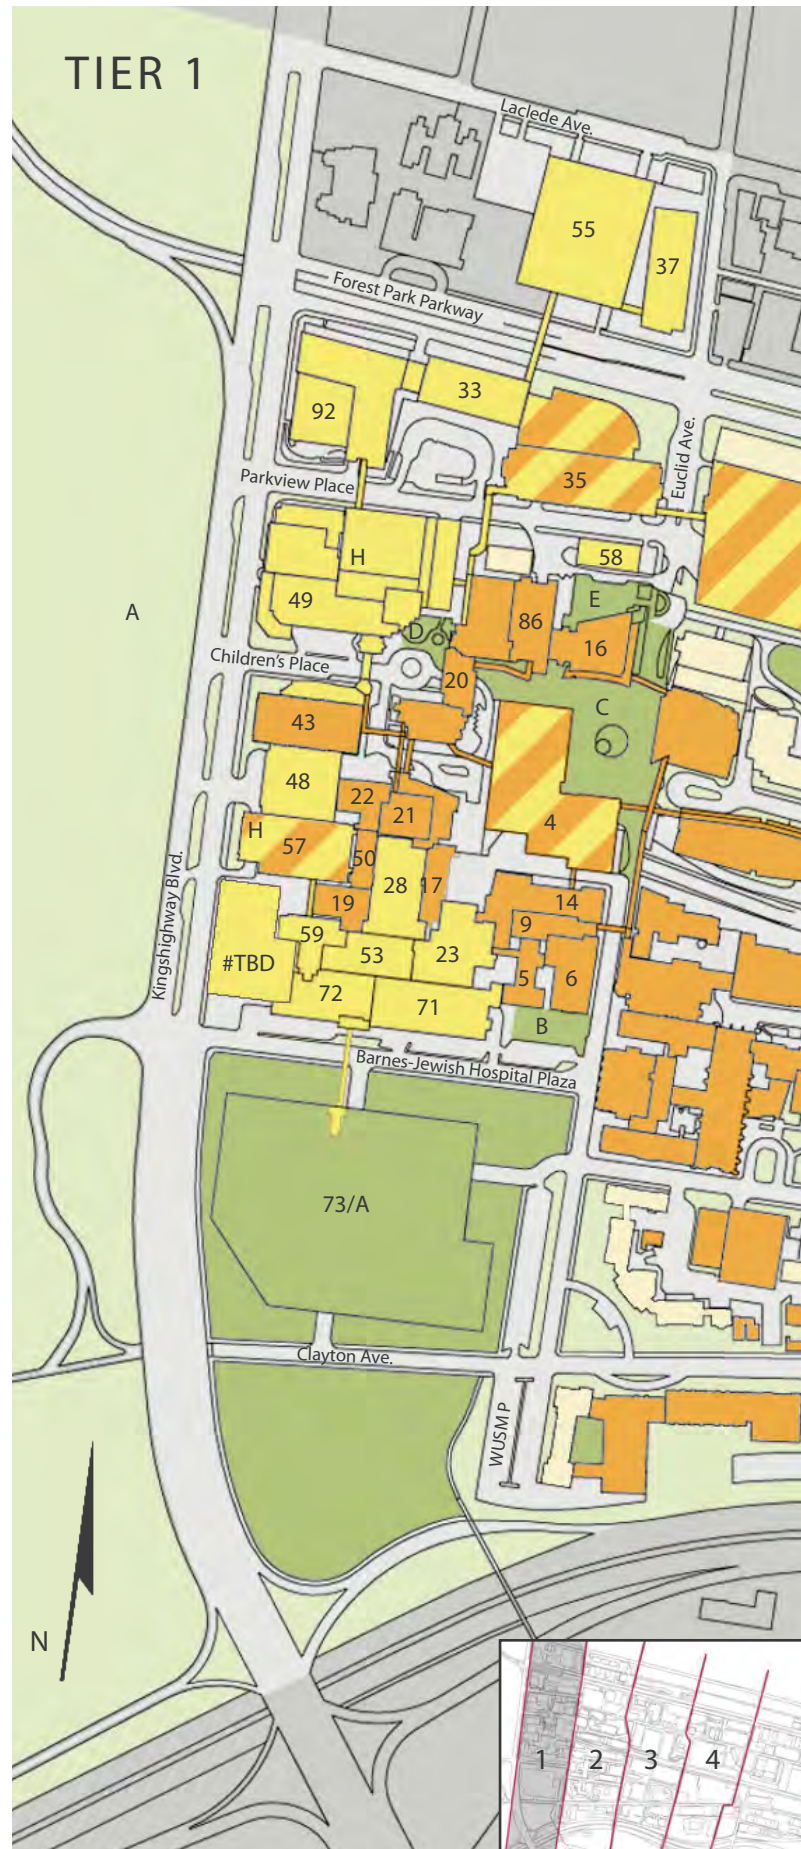 TIER 1
Laclede Ave.
55
37
Forest Park Parkway
33
92
Euclid Ave.
35
Parkview Place
H
58
49
E
A
D
86
16
Children's Place
20
C
43
48
22
21
4
H
57
50
28
17
19
14
9
59
Kingshighway Blvd.
#TBD
53
23
5
6
72
71
B
Barnes-Jewish Hospital Plaza
73/A
Clayton Ave.
WUSM P
N
1
2
3
4